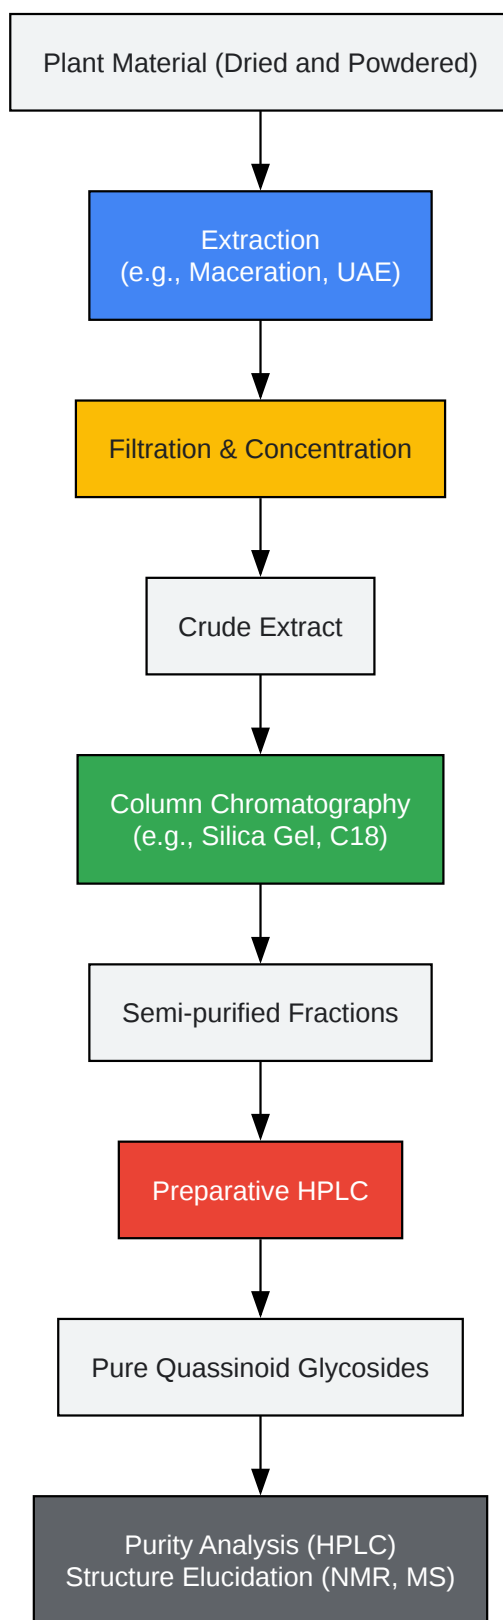 Plant Material (Dried and Powdered)
Extraction
(e.g., Maceration, UAE)
Filtration & Concentration
Crude Extract
Column Chromatography
(e.g., Silica Gel, C18)
Semi-purified Fractions
Preparative HPLC
Pure Quassinoid Glycosides
Purity Analysis (HPLC)
Structure Elucidation (NMR, MS)